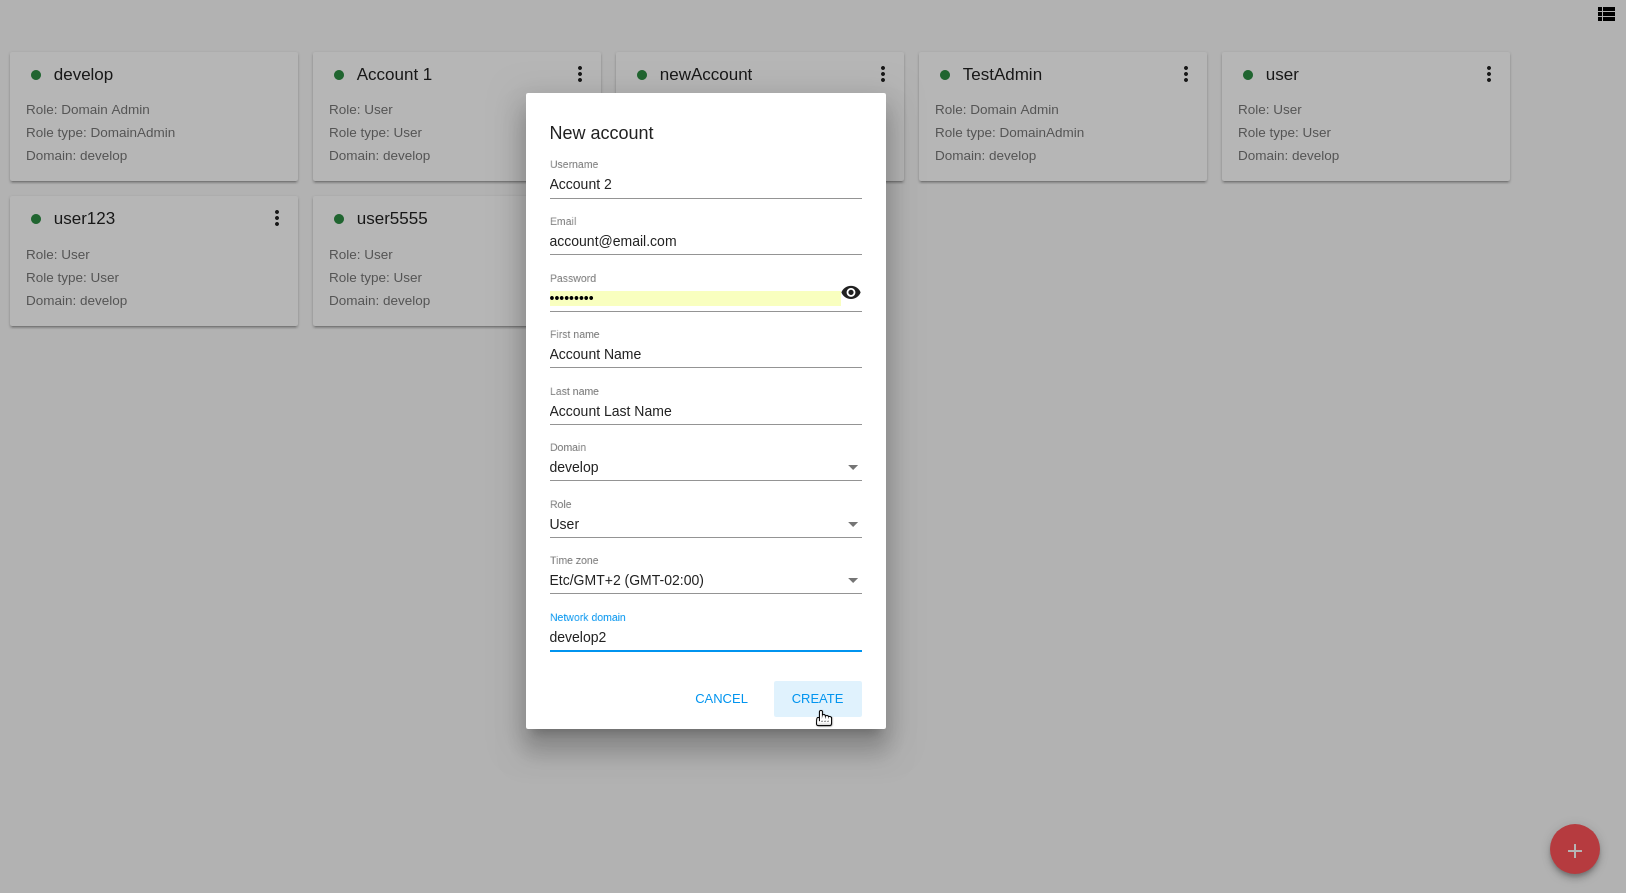 develop
Role: Domain Admin
Role type: DomainAdmin
Domain: develop
Account 1
Role: User
Role type: User
Domain: develop
newAccount
TestAdmin
Role: Domain Admin
Role type: DomainAdmin
Domain: develop
user
Role: User
Role type: User
Domain: develop
user123
Role: User
Role type: User
Domain: develop
user5555
Role: User
Role type: User
Domain: develop
New account
Username
Account 2
Email
account@email.com
Password
•••••••••
First name
Account Name
Last name
Account Last Name
Domain
develop
Role
User
Time zone
Etc/GMT+2 (GMT-02:00)
Network domain
develop2
CANCEL
CREATE
+